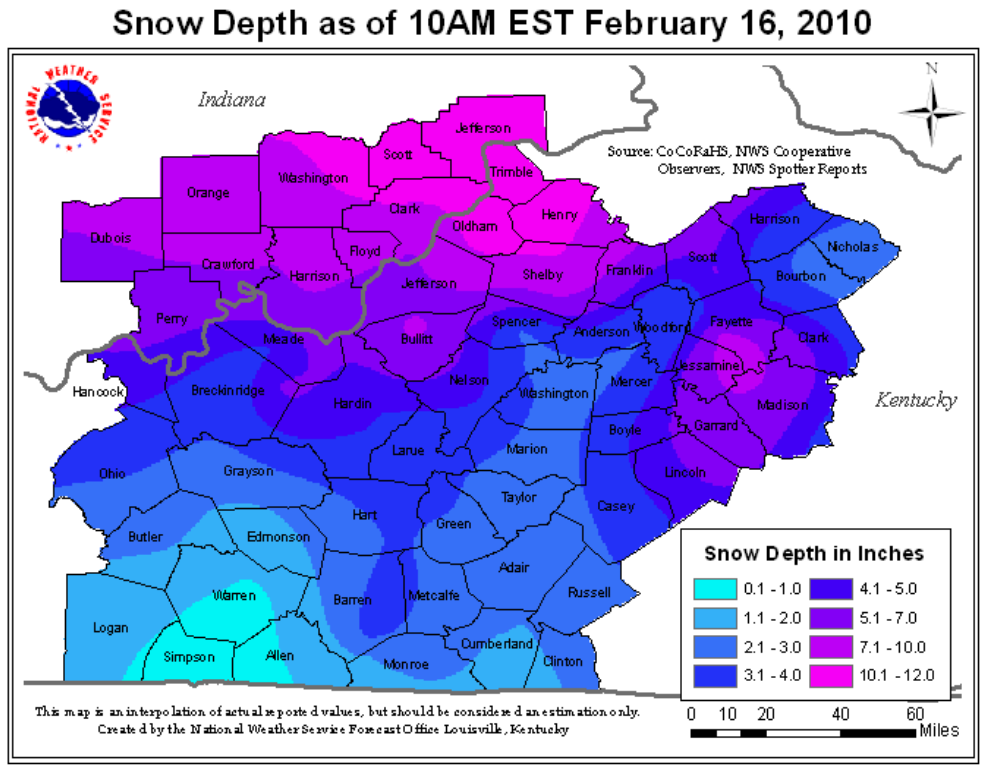 Snow Depth as of 10AM EST February 16, 2010
NATIONAL WEATHER SERVICE
Indiana
N
Jefferson
Scott
Source: CoCoRaHS, NWS Cooperative
Observers, NWS Spotter Reports
Washington
Trimble
Orange
Clark
Henry
Harrison
Oldham
Dubois
Floyd
Nicholas
Crawford
Harrison
Jefferson
Shelby
Franklin
Scott
Bourbon
Perry
Meade
Bullitt
Spencer
Anderson
Woodford
Fayette
Clark
Hancock
Breckinridge
Hardin
Nelson
Washington
Mercer
Jessamine
Madison
Kentucky
Boyle
Garrard
Ohio
Grayson
Larue
Marion
Lincoln
Butler
Edmonson
Hart
Green
Taylor
Casey
Adair
Warren
Barren
Metcalfe
Russell
Logan
Simpson
Allen
Monroe
Cumberland
Clinton
Snow Depth in Inches
0.1 - 1.0
4.1 - 5.0
1.1 - 2.0
5.1 - 7.0
2.1 - 3.0
7.1 - 10.0
3.1 - 4.0
10.1 - 12.0
This map is an interpolation of actual reported values, but should be considered an estimation only.
Created by the National Weather Service Forecast Office Louisville, Kentucky
0 10 20 40 60
Miles